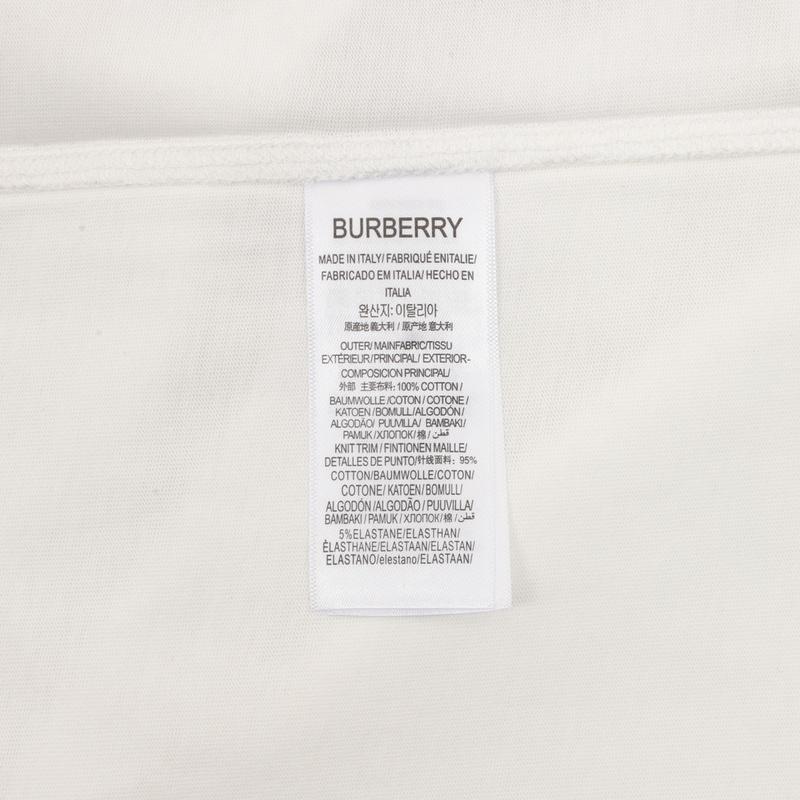 BURBERRY
MADE IN ITALY/ FABRIQUÉ ENITALIE/
FABRICADO EM ITALIA/ HECHO EN
ITALIA
완산지: 이탈리아
原産地 義大利 / 原产地 意大利
OUTER/ MAINFABRIC/TISSU
EXTÉRIEUR/PRINCIPAL/ EXTERIOR-
COMPOSICION PRINCIPAL/
外部 主要布料: 100% COTTON /
BAUMWOLLE /COTON / COTONE /
KATOEN /BOMULL/ALGODÓN/
ALGODÃO/ PUUVILLA/ BAMBAKI/
PAMUK /ХЛОПОК/ 棉 / قطن
KNIT TRIM / FINTIONEN MAILLE/
DETALLES DE PUNTO/针线面料: 95%
COTTON/BAUMWOLLE/COTON/
COTONE/ KATOEN/BOMULL/
ALGODÓN /ALGODÃO / PUUVILLA/
BAMBAKI / PAMUK / ХЛОПОК/棉 / قطن
5%ELASTANE/ELASTHAN/
ÉLASTHANE/ELASTAAN/ELASTAN/
ELASTANO/elestano/ELASTAAN/